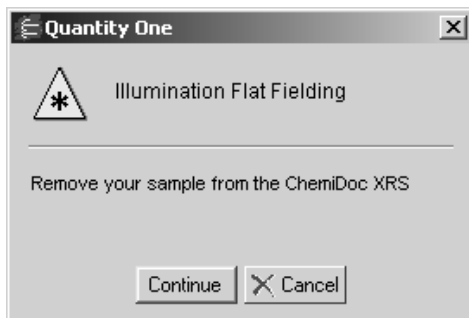 Quantity One
Illumination Flat Fielding
Remove your sample from the ChemiDoc XRS
Continue
Cancel